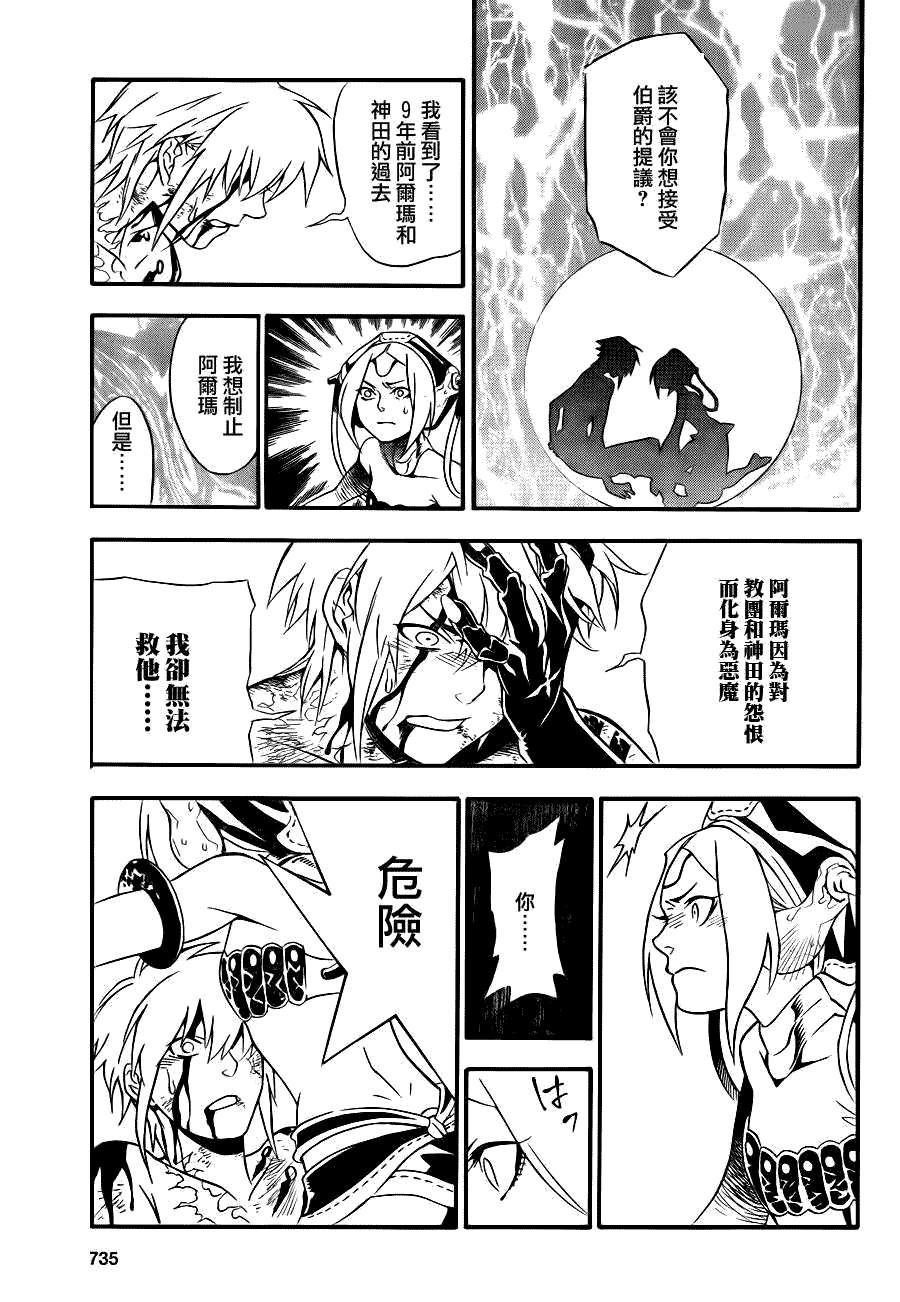 該不會你想接受
伯爵的提議？
我看到了……
9年前阿爾瑪和
神田的過去
我想制止
阿爾瑪
但是……
阿爾瑪因為對
教團和神田的怨恨
而化身為惡魔
我卻無法
救他……
你……
はっ
危險
735